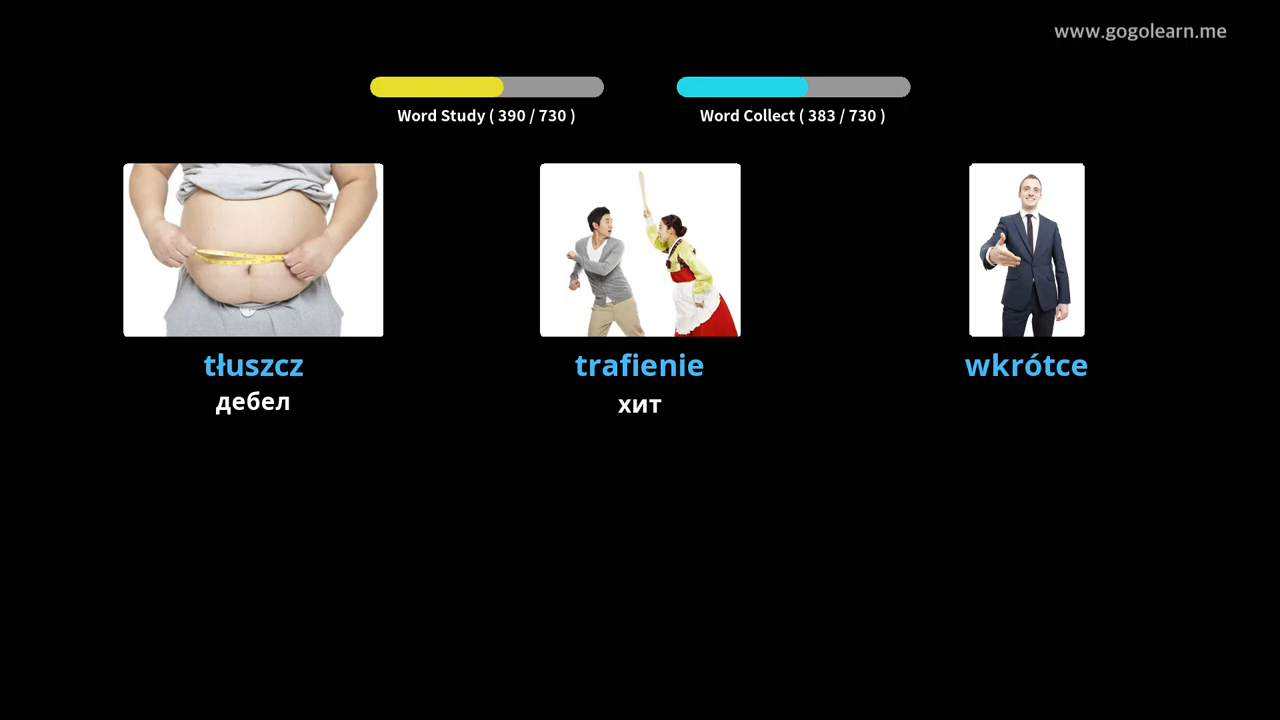 www.gogolearn.me
Word Study ( 390 / 730 )
Word Collect ( 383 / 730 )
tłuszcz
trafienie
wkrótce
дебел
хит